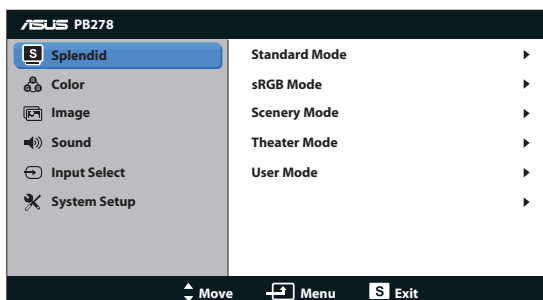 ASUS PB278
S Splendid
Color
Image
Sound
Input Select
System Setup
Standard Mode
sRGB Mode
Scenery Mode
Theater Mode
User Mode
Move Menu S Exit